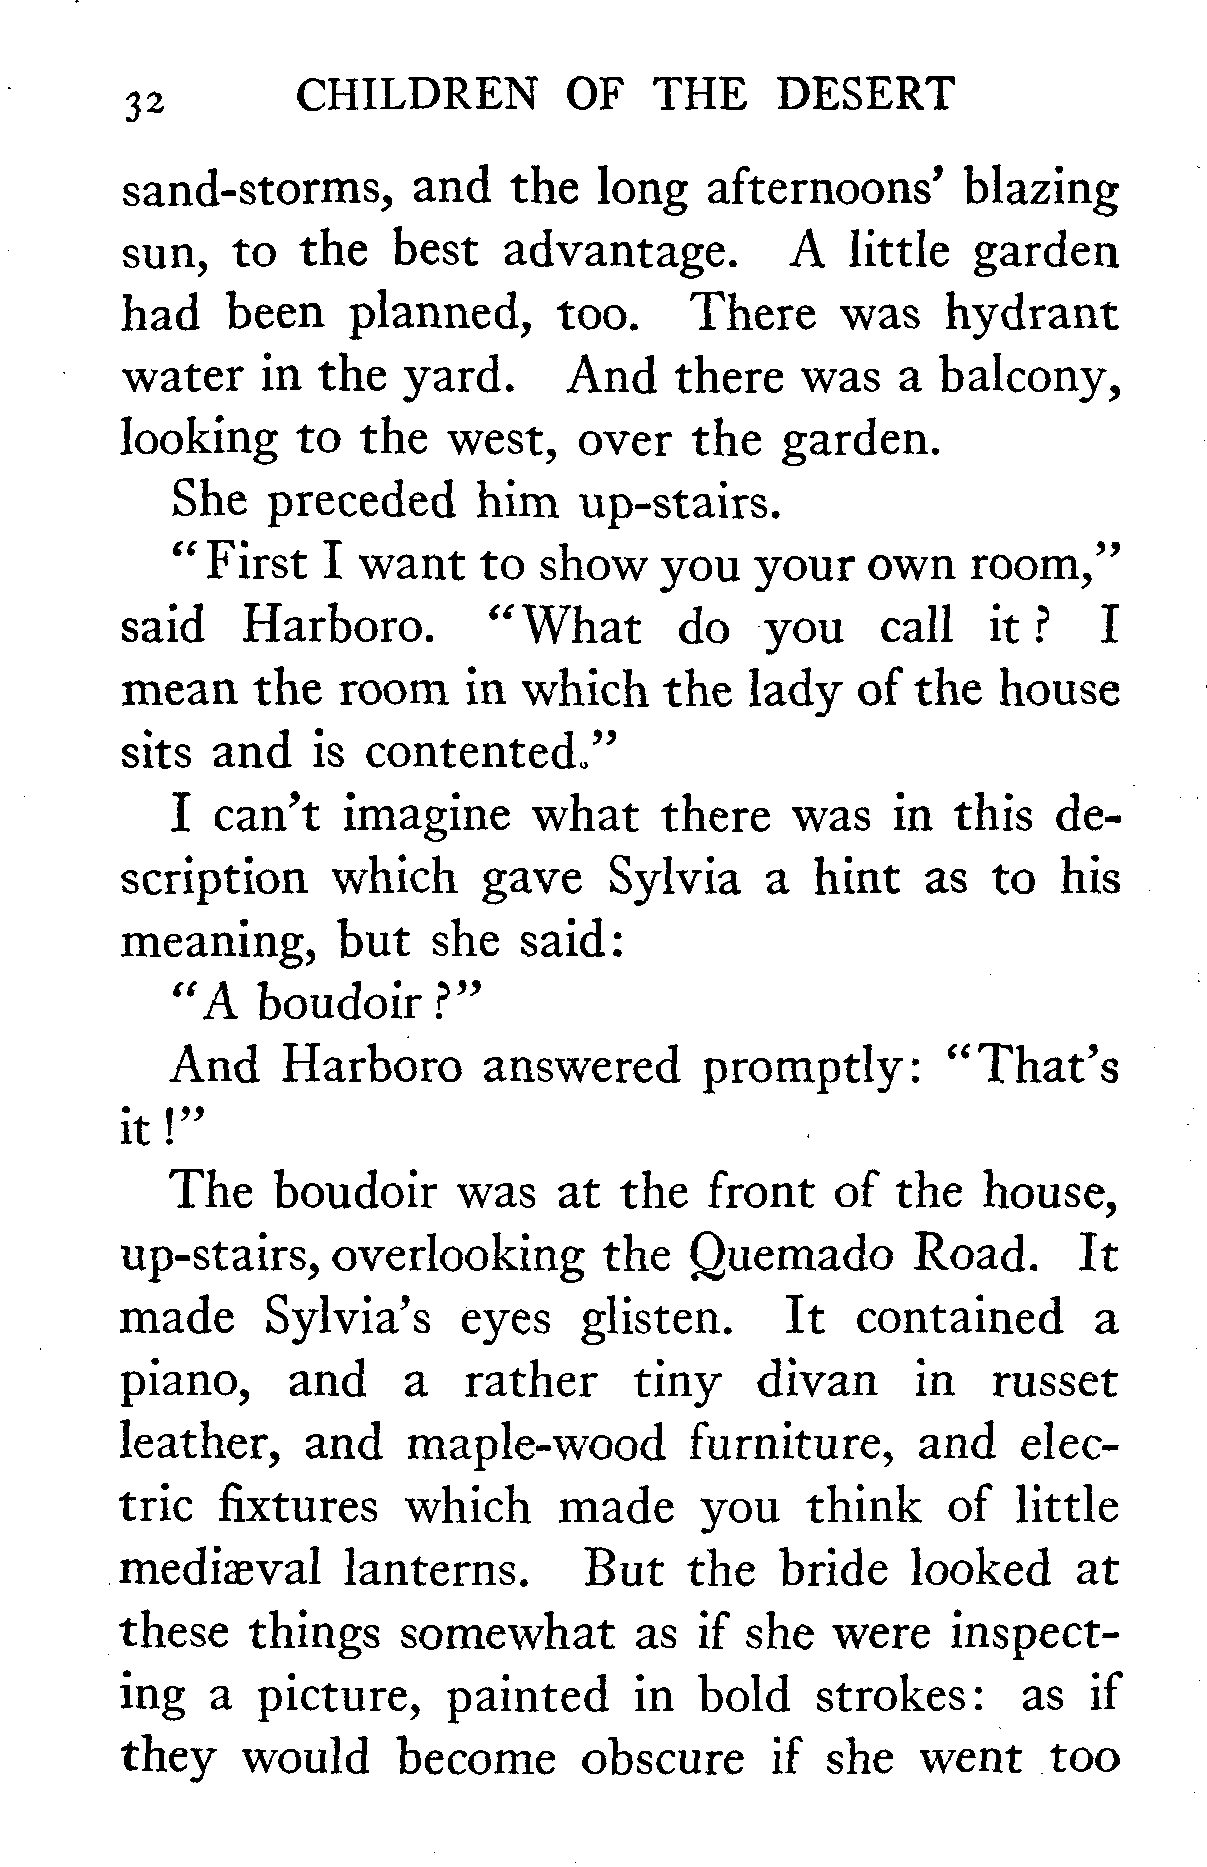 32 CHILDREN OF THE DESERT
sand-storms, and the long afternoons' blazing
sun, to the best advantage. A little garden
had been planned, too. There was hydrant
water in the yard. And there was a balcony,
looking to the west, over the garden.
She preceded him up-stairs.
"First I want to show you your own room,"
said Harboro. "What do you call it? I
mean the room in which the lady of the house
sits and is contented."
I can't imagine what there was in this de-
scription which gave Sylvia a hint as to his
meaning, but she said:
"A boudoir?"
And Harboro answered promptly: "That's
it!"
The boudoir was at the front of the house,
up-stairs, overlooking the Quemado Road. It
made Sylvia's eyes glisten. It contained a
piano, and a rather tiny divan in russet
leather, and maple-wood furniture, and elec-
tric fixtures which made you think of little
mediæval lanterns. But the bride looked at
these things somewhat as if she were inspect-
ing a picture, painted in bold strokes: as if
they would become obscure if she went too